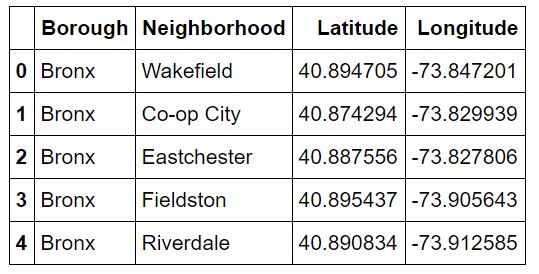 Borough Neighborhood Latitude Longitude
0 Bronx Wakefield 40.894705 -73.847201
1 Bronx Co-op City 40.874294 -73.829939
2 Bronx Eastchester 40.887556 -73.827806
3 Bronx Fieldston 40.895437 -73.905643
4 Bronx Riverdale 40.890834 -73.912585